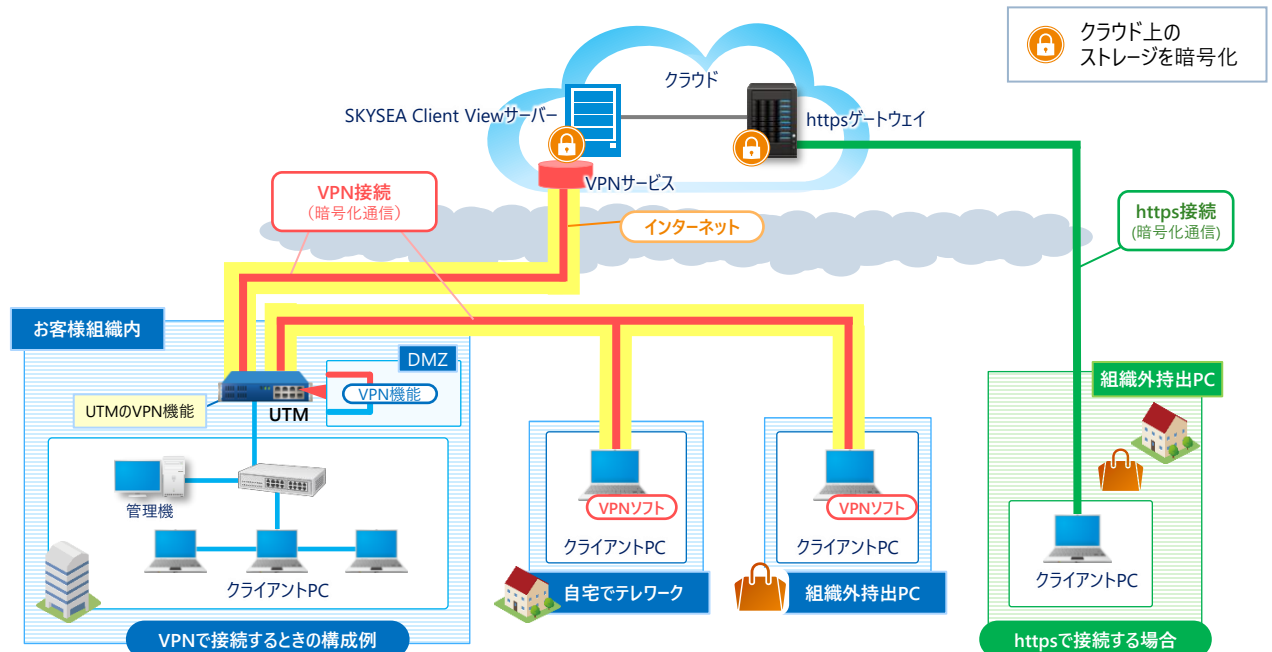 クラウド上の
ストレージを暗号化
クラウド
SKYSEA Client Viewサーバー
httpsゲートウェイ
VPNサービス
VPN接続
（暗号化通信）
インターネット
https接続
(暗号化通信)
お客様組織内
DMZ
VPN機能
UTMのVPN機能
UTM
管理機
クライアントPC
VPNで接続するときの構成例
VPNソフト
クライアントPC
自宅でテレワーク
VPNソフト
クライアントPC
組織外持出PC
組織外持出PC
クライアントPC
httpsで接続する場合